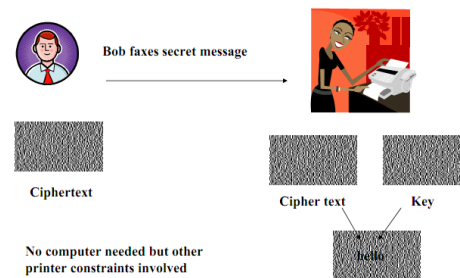 Bob faxes secret message
Ciphertext
Cipher text
Key
hello
No computer needed but other
printer constraints involved